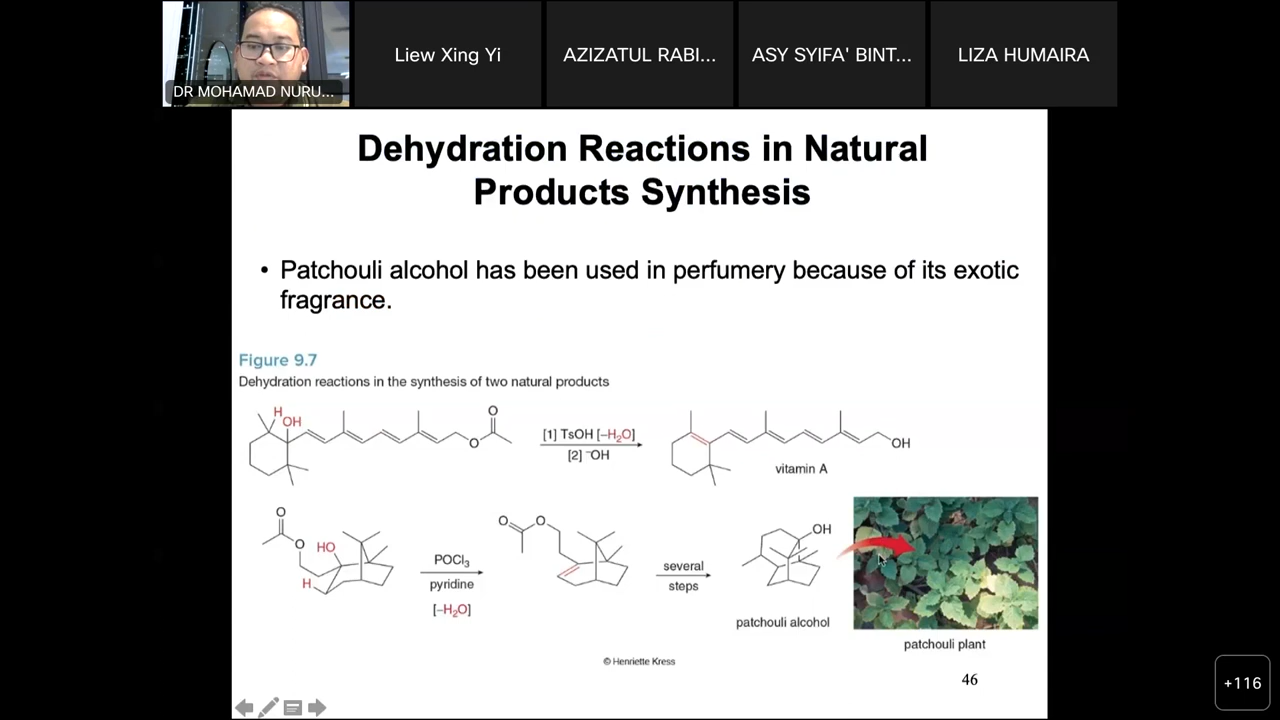 DR MOHAMAD NURU...
Liew Xing Yi
AZIZATUL RABI...
ASY SYIFA' BINT...
LIZA HUMAIRA
Dehydration Reactions in Natural
Products Synthesis
• Patchouli alcohol has been used in perfumery because of its exotic
fragrance.
Figure 9.7
Dehydration reactions in the synthesis of two natural products
H
OH
O
O
[1] TsOH [–H₂O]
[2] ⁻OH
OH
vitamin A
O
O
HO
H
POCl₃
pyridine
[–H₂O]
O
O
several
steps
OH
patchouli alcohol
patchouli plant
© Henriette Kress
46
+116